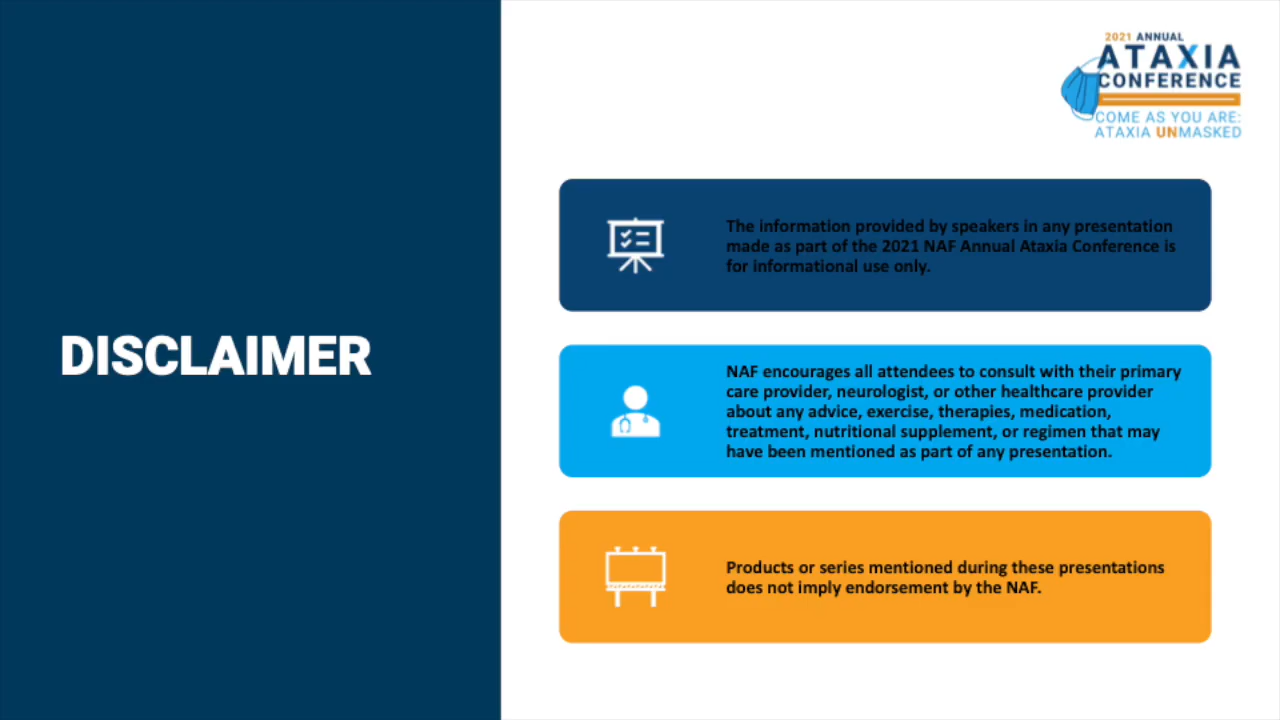 2021 ANNUAL
ATAXIA
CONFERENCE
COME AS YOU ARE:
ATAXIA UNMASKED
DISCLAIMER
The information provided by speakers in any presentation
made as part of the 2021 NAF Annual Ataxia Conference is
for informational use only.
NAF encourages all attendees to consult with their primary
care provider, neurologist, or other healthcare provider
about any advice, exercise, therapies, medication,
treatment, nutritional supplement, or regimen that may
have been mentioned as part of any presentation.
Products or series mentioned during these presentations
does not imply endorsement by the NAF.